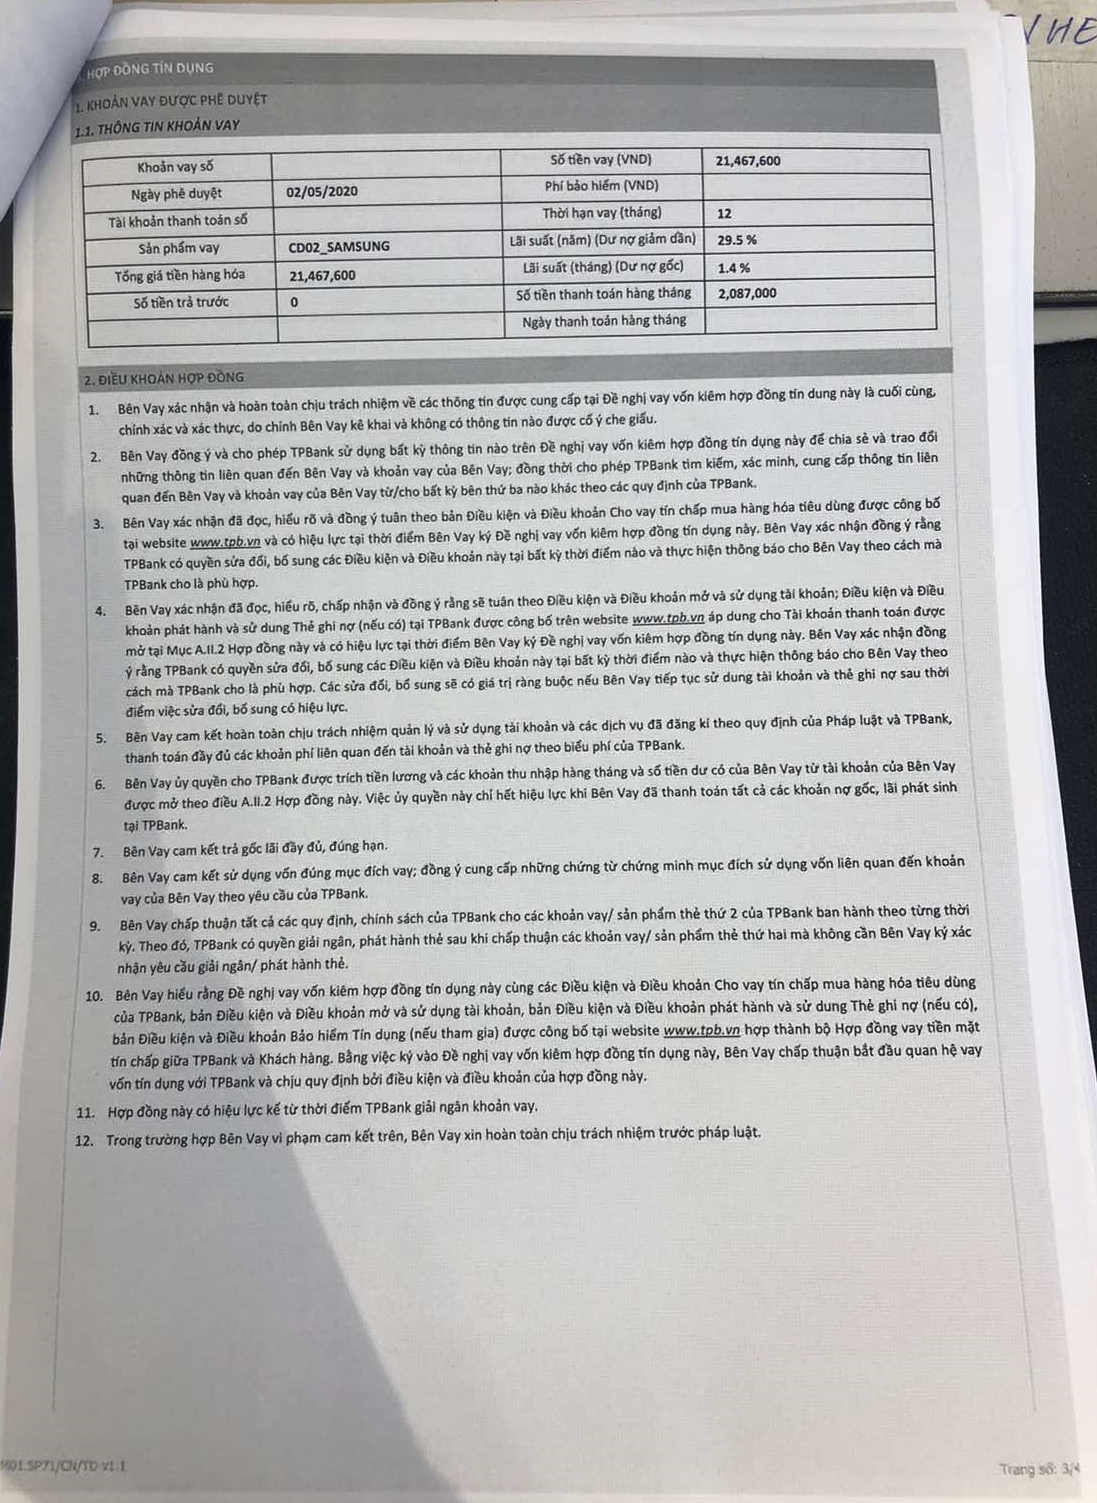 HỢP ĐỒNG TÍN DỤNG
1. KHOẢN VAY ĐƯỢC PHÊ DUYỆT
1.1. THÔNG TIN KHOẢN VAY
Khoản vay số Số tiền vay (VND) 21,467,600
Ngày phê duyệt 02/05/2020 Phí bảo hiểm (VND)
Tài khoản thanh toán số Thời hạn vay (tháng) 12
Sản phẩm vay CD02_SAMSUNG Lãi suất (năm) (Dư nợ giảm dần) 29.5 %
Tổng giá tiền hàng hóa 21,467,600 Lãi suất (tháng) (Dư nợ gốc) 1.4 %
Số tiền trả trước 0 Số tiền thanh toán hàng tháng 2,087,000
Ngày thanh toán hàng tháng
2. ĐIỀU KHOẢN HỢP ĐỒNG
1. Bên Vay xác nhận và hoàn toàn chịu trách nhiệm về các thông tin được cung cấp tại Đề nghị vay vốn kiêm hợp đồng tín dung này là cuối cùng,
chính xác và xác thực, do chính Bên Vay kê khai và không có thông tin nào được cố ý che giấu.
2. Bên Vay đồng ý và cho phép TPBank sử dụng bất kỳ thông tin nào trên Đề nghị vay vốn kiêm hợp đồng tín dụng này để chia sẻ và trao đổi
những thông tin liên quan đến Bên Vay và khoản vay của Bên Vay; đồng thời cho phép TPBank tìm kiếm, xác minh, cung cấp thông tin liên
quan đến Bên Vay và khoản vay của Bên Vay từ/cho bất kỳ bên thứ ba nào khác theo các quy định của TPBank.
3. Bên Vay xác nhận đã đọc, hiểu rõ và đồng ý tuân theo bản Điều kiện và Điều khoản Cho vay tín chấp mua hàng hóa tiêu dùng được công bố
tại website www.tpb.vn và có hiệu lực tại thời điểm Bên Vay ký Đề nghị vay vốn kiêm hợp đồng tín dụng này. Bên Vay xác nhận đồng ý rằng
TPBank có quyền sửa đổi, bổ sung các Điều kiện và Điều khoản này tại bất kỳ thời điểm nào và thực hiện thông báo cho Bên Vay theo cách mà
TPBank cho là phù hợp.
4. Bên Vay xác nhận đã đọc, hiểu rõ, chấp nhận và đồng ý rằng sẽ tuân theo Điều kiện và Điều khoản mở và sử dụng tài khoản; Điều kiện và Điều
khoản phát hành và sử dung Thẻ ghi nợ (nếu có) tại TPBank được công bố trên website www.tpb.vn áp dung cho Tài khoản thanh toán được
mở tại Mục A.II.2 Hợp đồng này và có hiệu lực tại thời điểm Bên Vay ký Đề nghị vay vốn kiêm hợp đồng tín dụng này. Bên Vay xác nhận đồng
ý rằng TPBank có quyền sửa đổi, bổ sung các Điều kiện và Điều khoản này tại bất kỳ thời điểm nào và thực hiện thông báo cho Bên Vay theo
cách mà TPBank cho là phù hợp. Các sửa đổi, bổ sung sẽ có giá trị ràng buộc nếu Bên Vay tiếp tục sử dung tài khoản và thẻ ghi nợ sau thời
điểm việc sửa đổi, bổ sung có hiệu lực.
5. Bên Vay cam kết hoàn toàn chịu trách nhiệm quản lý và sử dụng tài khoản và các dịch vụ đã đăng kí theo quy định của Pháp luật và TPBank,
thanh toán đầy đủ các khoản phí liên quan đến tài khoản và thẻ ghi nợ theo biểu phí của TPBank.
6. Bên Vay ủy quyền cho TPBank được trích tiền lương và các khoản thu nhập hàng tháng và số tiền dư có của Bên Vay từ tài khoản của Bên Vay
được mở theo điều A.II.2 Hợp đồng này. Việc ủy quyền này chỉ hết hiệu lực khi Bên Vay đã thanh toán tất cả các khoản nợ gốc, lãi phát sinh
tại TPBank.
7. Bên Vay cam kết trả gốc lãi đầy đủ, đúng hạn.
8. Bên Vay cam kết sử dụng vốn đúng mục đích vay; đồng ý cung cấp những chứng từ chứng minh mục đích sử dụng vốn liên quan đến khoản
vay của Bên Vay theo yêu cầu của TPBank.
9. Bên Vay chấp thuận tất cả các quy định, chính sách của TPBank cho các khoản vay/ sản phẩm thẻ thứ 2 của TPBank ban hành theo từng thời
kỳ. Theo đó, TPBank có quyền giải ngân, phát hành thẻ sau khi chấp thuận các khoản vay/ sản phẩm thẻ thứ hai mà không cần Bên Vay ký xác
nhận yêu cầu giải ngân/ phát hành thẻ.
10. Bên Vay hiểu rằng Đề nghị vay vốn kiêm hợp đồng tín dụng này cùng các Điều kiện và Điều khoản Cho vay tín chấp mua hàng hóa tiêu dùng
của TPBank, bản Điều kiện và Điều khoản mở và sử dụng tài khoản, bản Điều kiện và Điều khoản phát hành và sử dung Thẻ ghi nợ (nếu có),
bản Điều kiện và Điều khoản Bảo hiểm Tín dụng (nếu tham gia) được công bố tại website www.tpb.vn hợp thành bộ Hợp đồng vay tiền mặt
tín chấp giữa TPBank và Khách hàng. Bằng việc ký vào Đề nghị vay vốn kiêm hợp đồng tín dụng này, Bên Vay chấp thuận bắt đầu quan hệ vay
vốn tín dụng với TPBank và chịu quy định bởi điều kiện và điều khoản của hợp đồng này.
11. Hợp đồng này có hiệu lực kể từ thời điểm TPBank giải ngân khoản vay.
12. Trong trường hợp Bên Vay vi phạm cam kết trên, Bên Vay xin hoàn toàn chịu trách nhiệm trước pháp luật.
M01.SP71/CN/TD v1.1
Trang số: 3/4